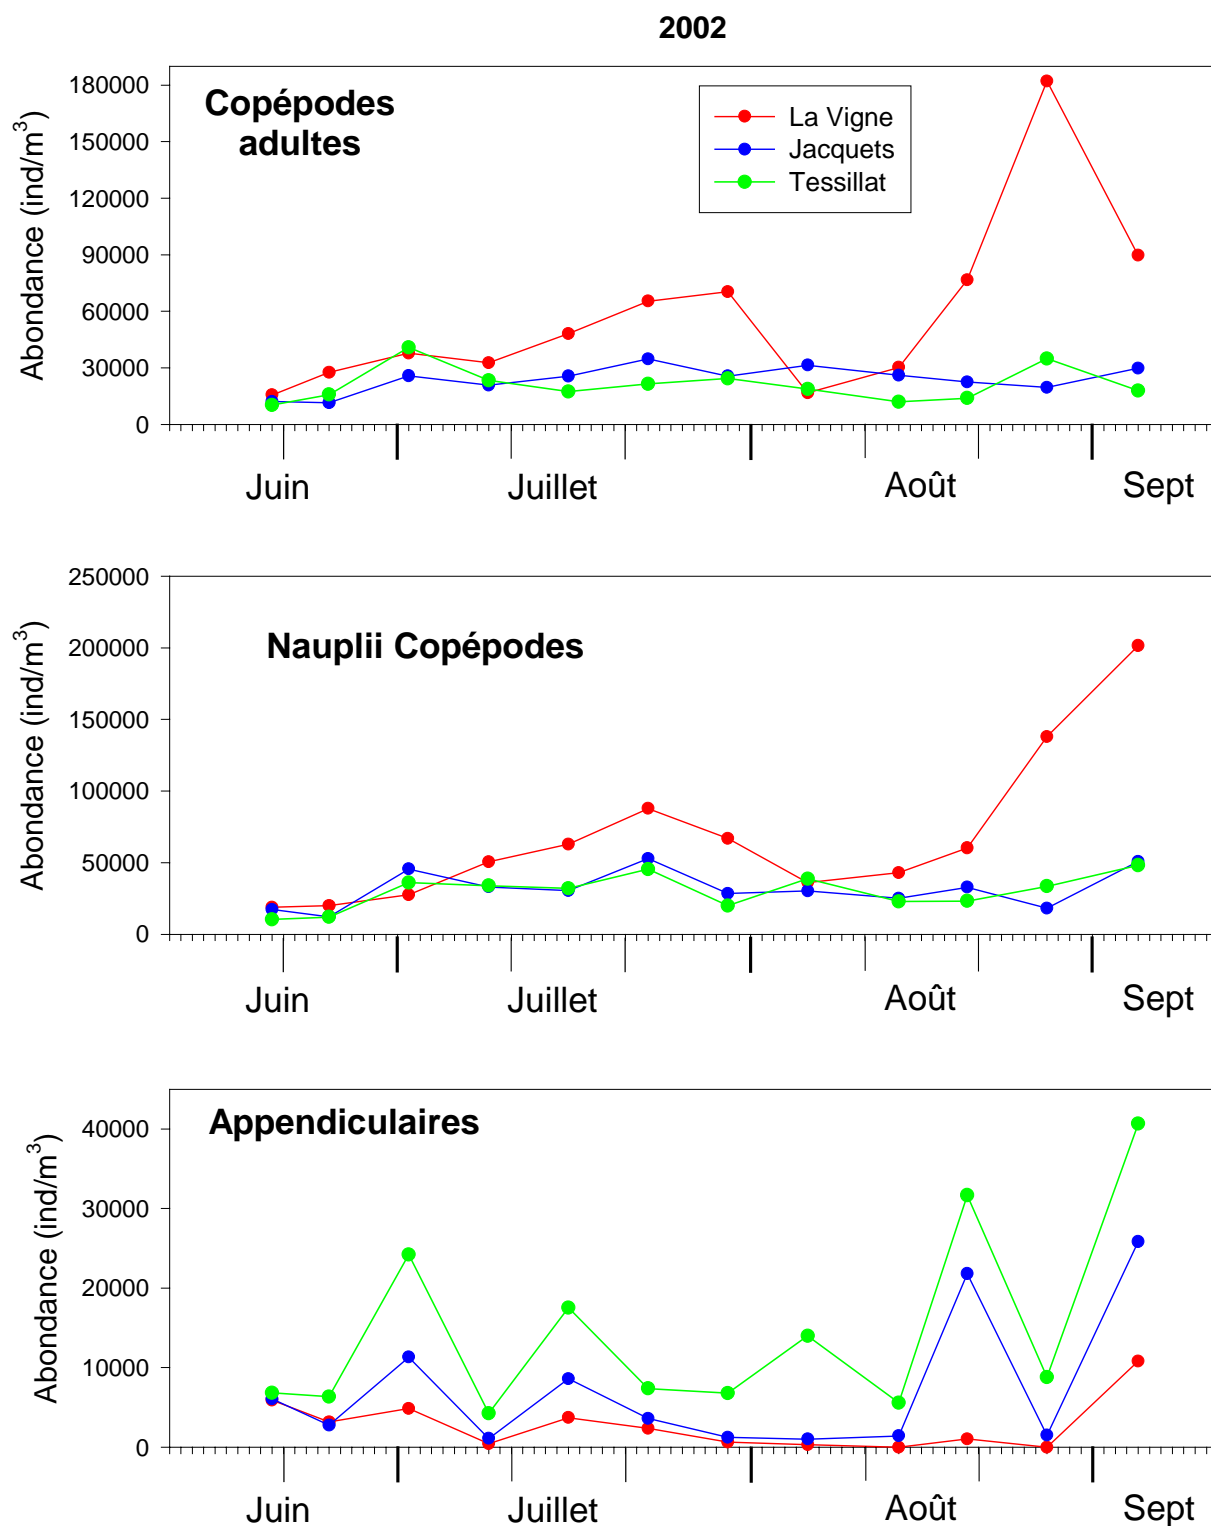 2002
Copépodes
adultes
La Vigne
Jacquets
Tessillat
Abondance (ind/m³)
180000
150000
120000
90000
60000
30000
0
Juin
Juillet
Août
Sept
Nauplii Copépodes
Abondance (ind/m³)
250000
200000
150000
100000
50000
0
Juin
Juillet
Août
Sept
Appendiculaires
Abondance (ind/m³)
40000
30000
20000
10000
0
Juin
Juillet
Août
Sept